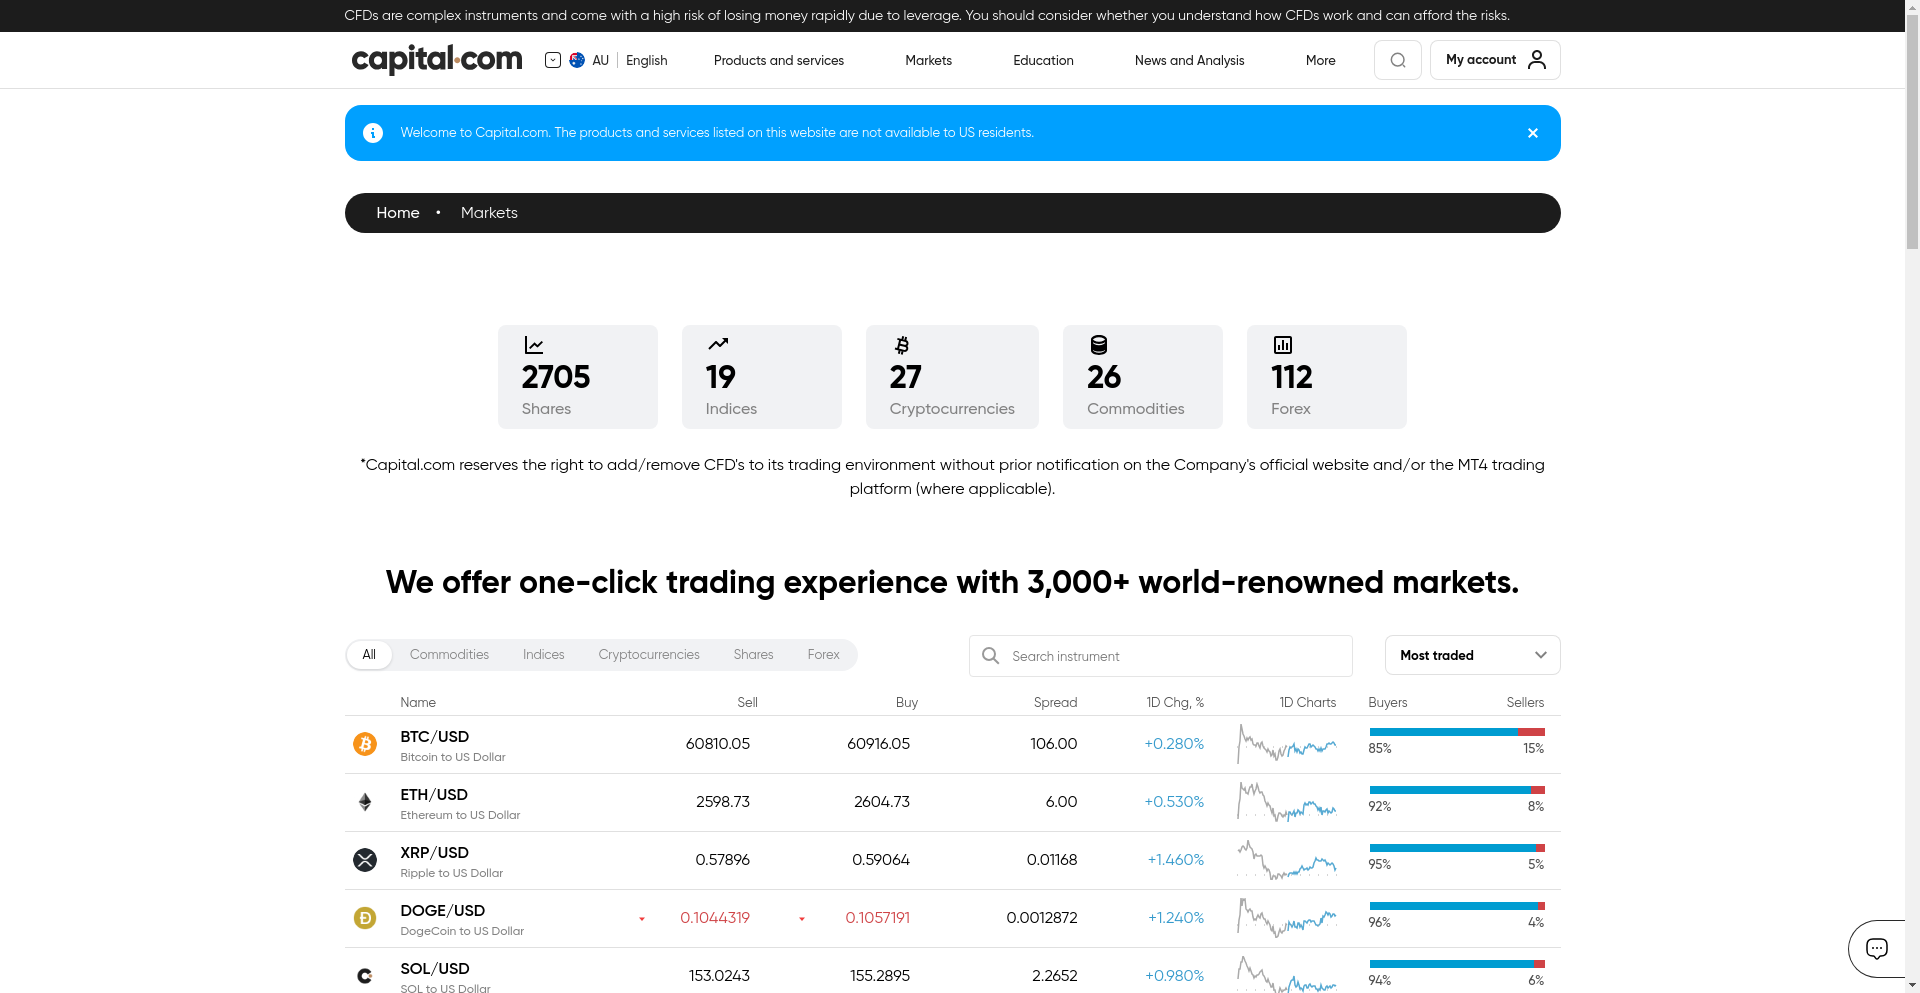 CFDs are complex instruments and come with a high risk of losing money rapidly due to leverage. You should consider whether you understand how CFDs work and can afford the risks.
capital.com AU English Products and services Markets Education News and Analysis More My account
Welcome to Capital.com. The products and services listed on this website are not available to US residents.
Home • Markets
2705 19 27 26 112
Shares Indices Cryptocurrencies Commodities Forex
*Capital.com reserves the right to add/remove CFD's to its trading environment without prior notification on the Company's official website and/or the MT4 trading
platform (where applicable).
We offer one-click trading experience with 3,000+ world-renowned markets.
All Commodities Indices Cryptocurrencies Shares Forex Search instrument Most traded
Name Sell Buy Spread 1D Chg, % 1D Charts Buyers Sellers
BTC/USD 60810.05 60916.05 106.00 +0.280% 85% 15%
Bitcoin to US Dollar
ETH/USD 2598.73 2604.73 6.00 +0.530% 92% 8%
Ethereum to US Dollar
XRP/USD 0.57896 0.59064 0.01168 +1.460% 95% 5%
Ripple to US Dollar
DOGE/USD 0.1044319 0.1057191 0.0012872 +1.240% 96% 4%
DogeCoin to US Dollar
SOL/USD 153.0243 155.2895 2.2652 +0.980% 94% 6%
SOL to US Dollar